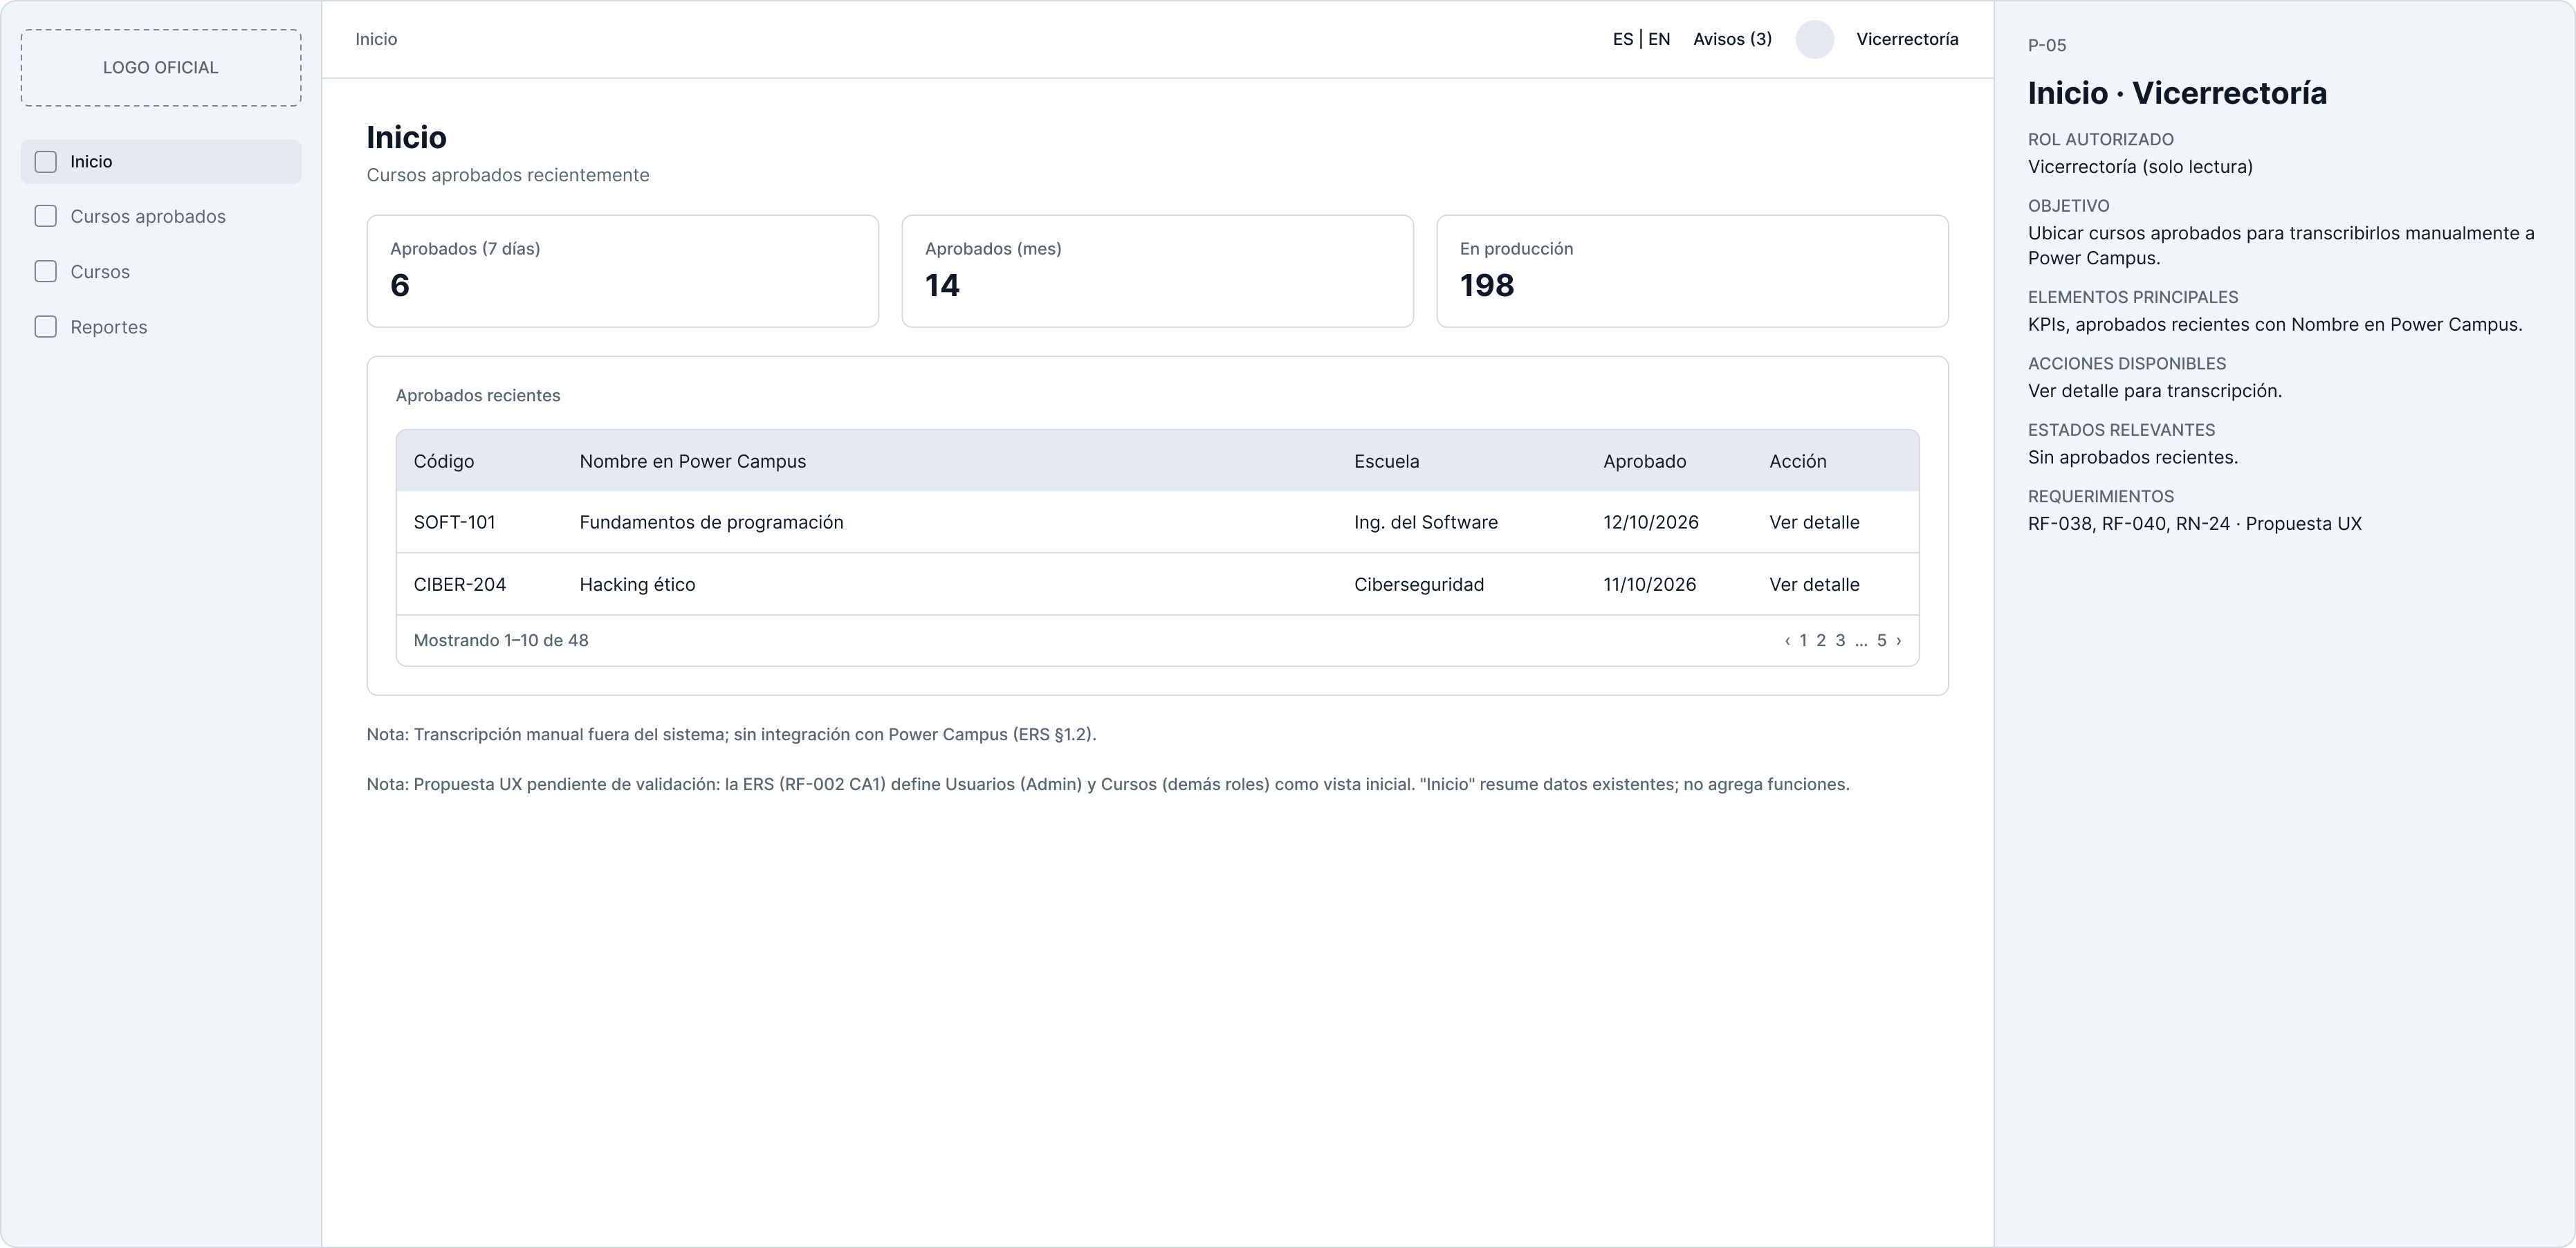 LOGO OFICIAL
Inicio
Cursos aprobados
Cursos
Reportes
Inicio
ES | EN
Avisos (3)
Vicerrectoría
Inicio
Cursos aprobados recientemente
Aprobados (7 días)
6
Aprobados (mes)
14
En producción
198
Aprobados recientes
Código Nombre en Power Campus Escuela Aprobado Acción
SOFT-101 Fundamentos de programación Ing. del Software 12/10/2026 Ver detalle
CIBER-204 Hacking ético Ciberseguridad 11/10/2026 Ver detalle
Mostrando 1–10 de 48 ‹ 1 2 3 … 5 ›
Nota: Transcripción manual fuera del sistema; sin integración con Power Campus (ERS §1.2).
Nota: Propuesta UX pendiente de validación: la ERS (RF-002 CA1) define Usuarios (Admin) y Cursos (demás roles) como vista inicial. "Inicio" resume datos existentes; no agrega funciones.
P-05
Inicio · Vicerrectoría
ROL AUTORIZADO
Vicerrectoría (solo lectura)
OBJETIVO
Ubicar cursos aprobados para transcribirlos manualmente a
Power Campus.
ELEMENTOS PRINCIPALES
KPIs, aprobados recientes con Nombre en Power Campus.
ACCIONES DISPONIBLES
Ver detalle para transcripción.
ESTADOS RELEVANTES
Sin aprobados recientes.
REQUERIMIENTOS
RF-038, RF-040, RN-24 · Propuesta UX